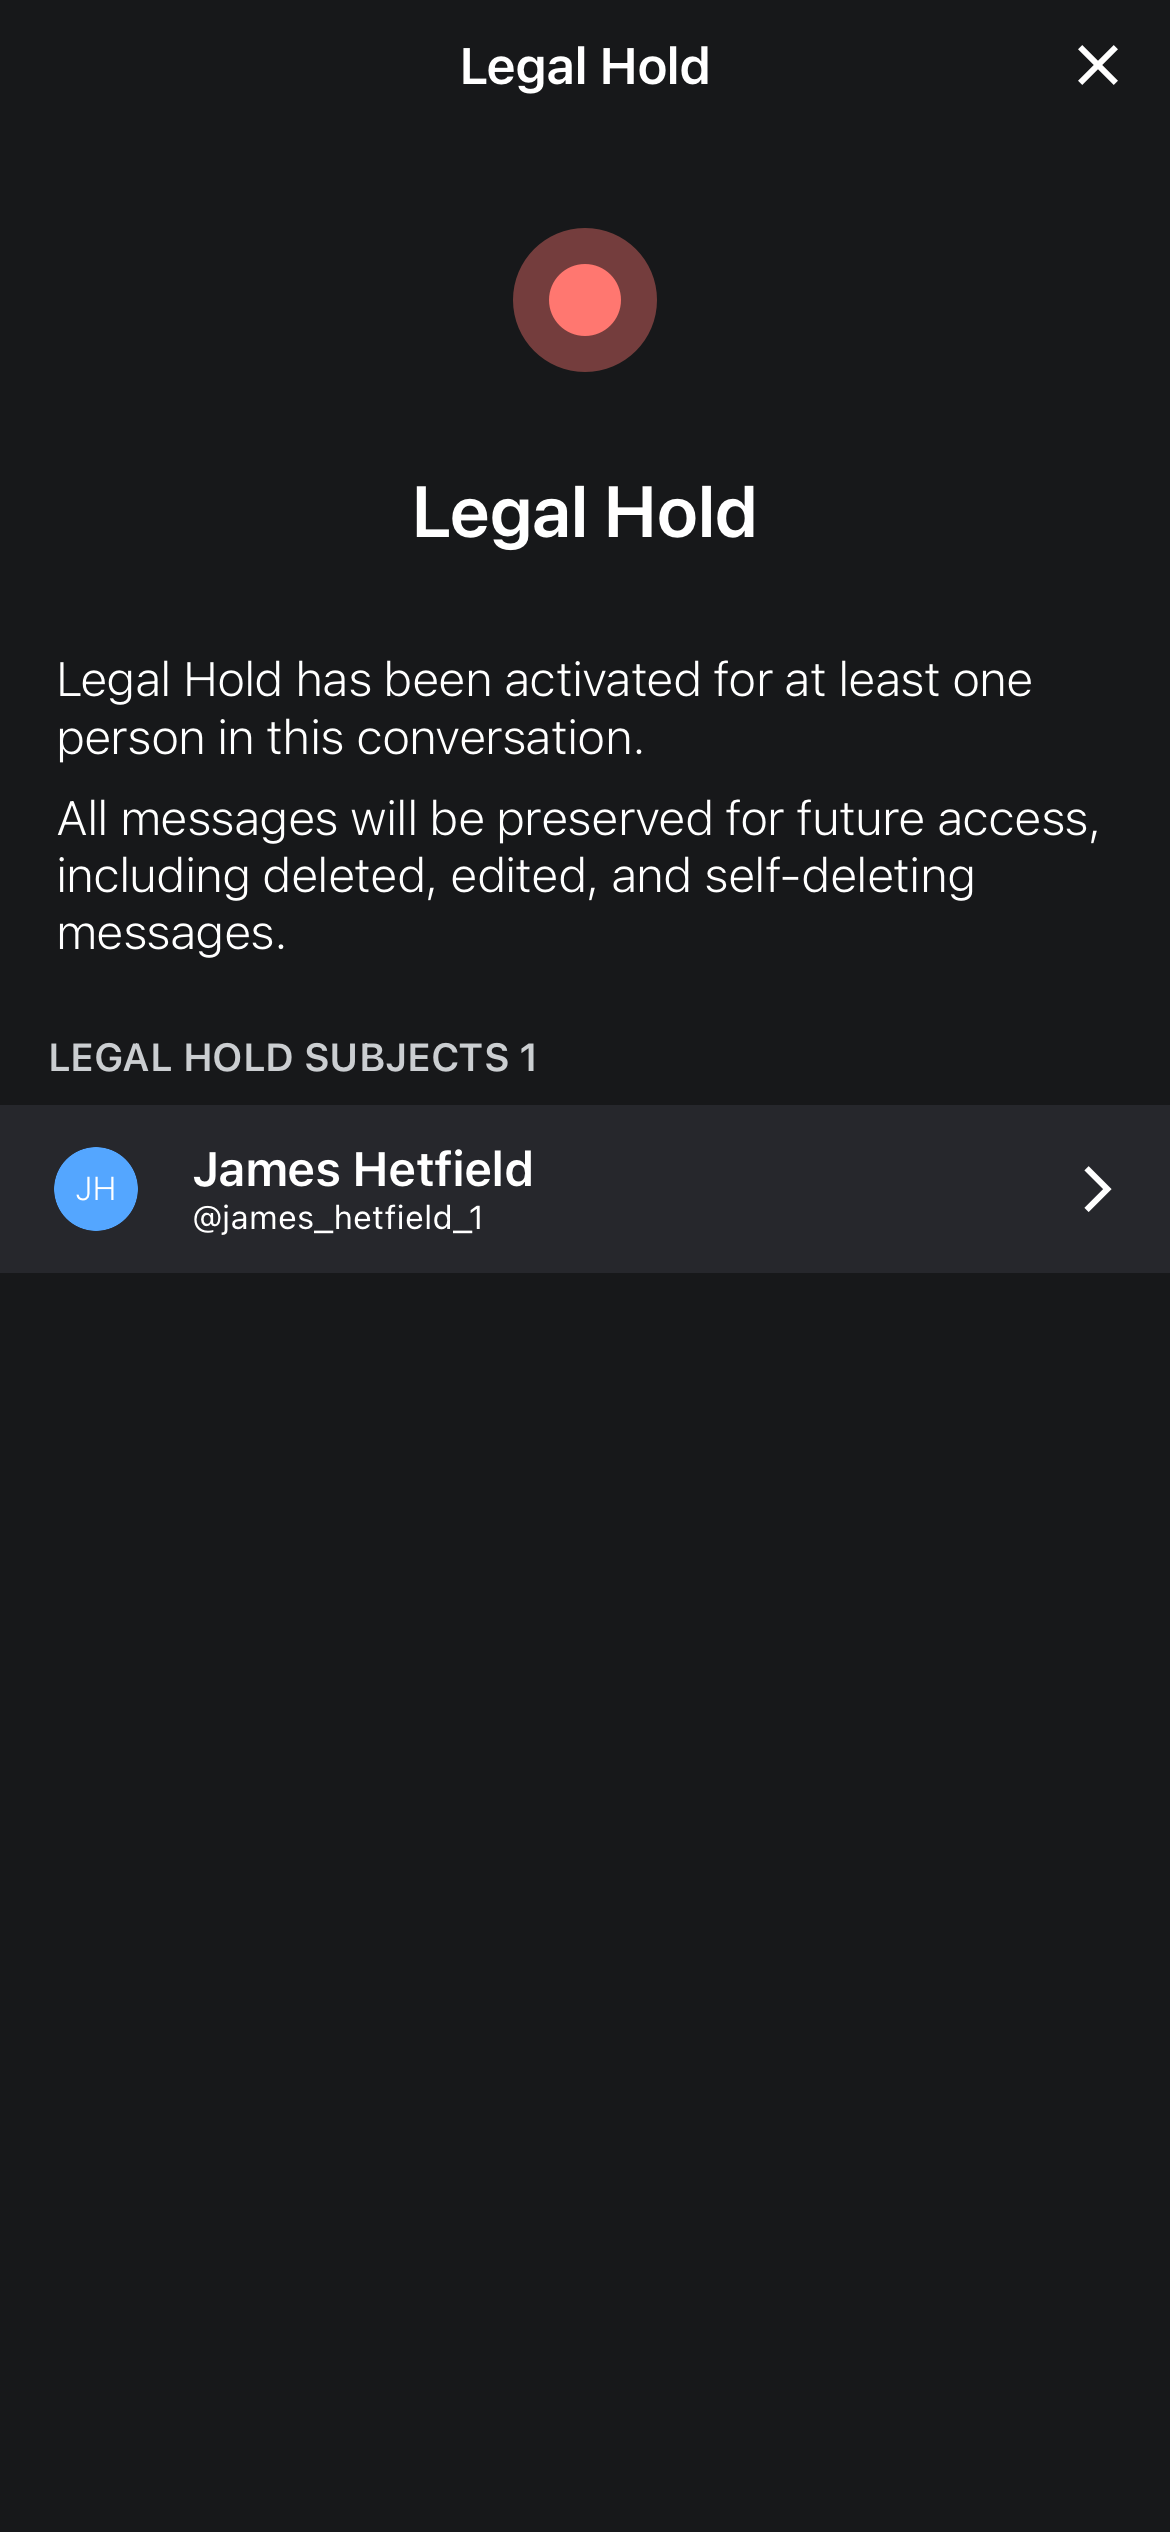 Legal Hold
Legal Hold
Legal Hold has been activated for at least one
person in this conversation.
All messages will be preserved for future access,
including deleted, edited, and self-deleting
messages.
LEGAL HOLD SUBJECTS 1
JH
James Hetfield
@james_hetfield_1